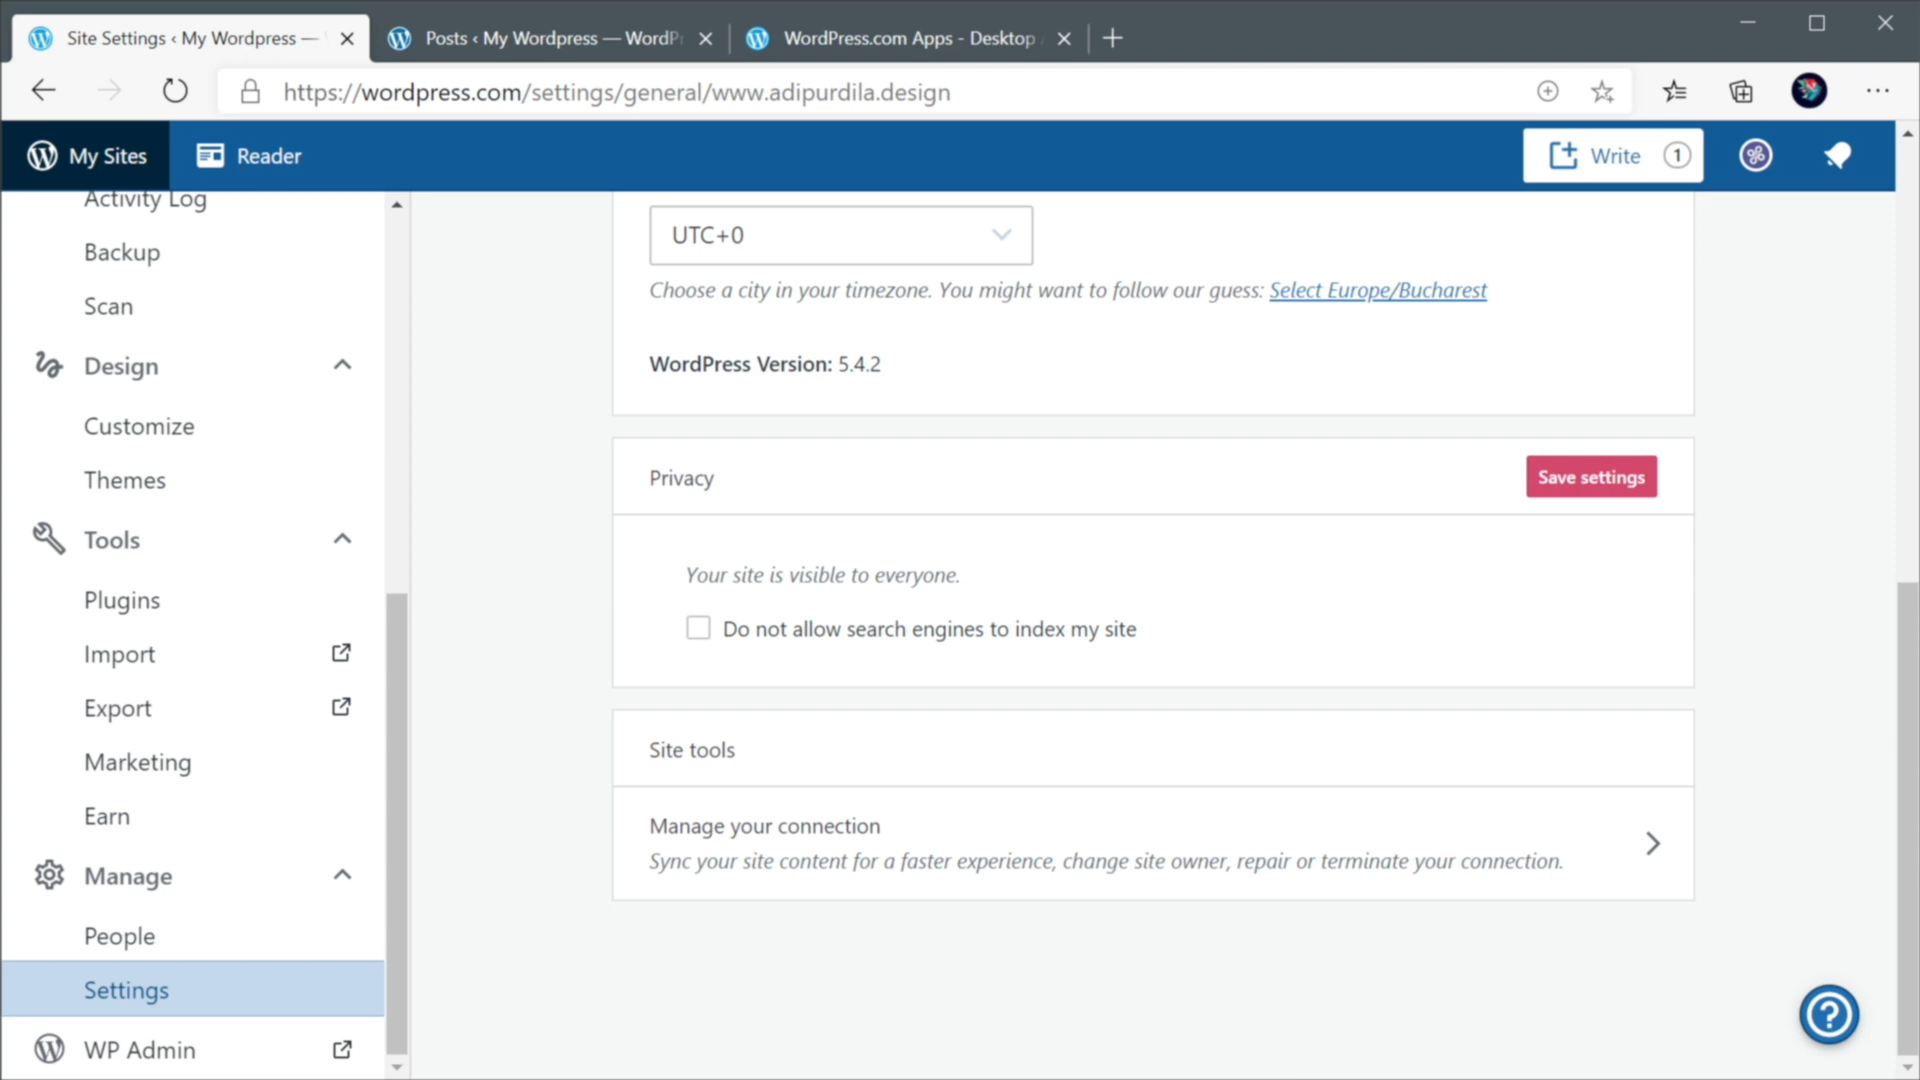 Site Settings ‹ My Wordpress —
Posts ‹ My Wordpress — WordP
WordPress.com Apps - Desktop
https://wordpress.com/settings/general/www.adipurdila.design
My Sites
Reader
Write 1
Activity Log
Backup
Scan
Design
Customize
Themes
Tools
Plugins
Import
Export
Marketing
Earn
Manage
People
Settings
WP Admin
UTC+0
Choose a city in your timezone. You might want to follow our guess: Select Europe/Bucharest
WordPress Version: 5.4.2
Privacy
Save settings
Your site is visible to everyone.
Do not allow search engines to index my site
Site tools
Manage your connection
Sync your site content for a faster experience, change site owner, repair or terminate your connection.